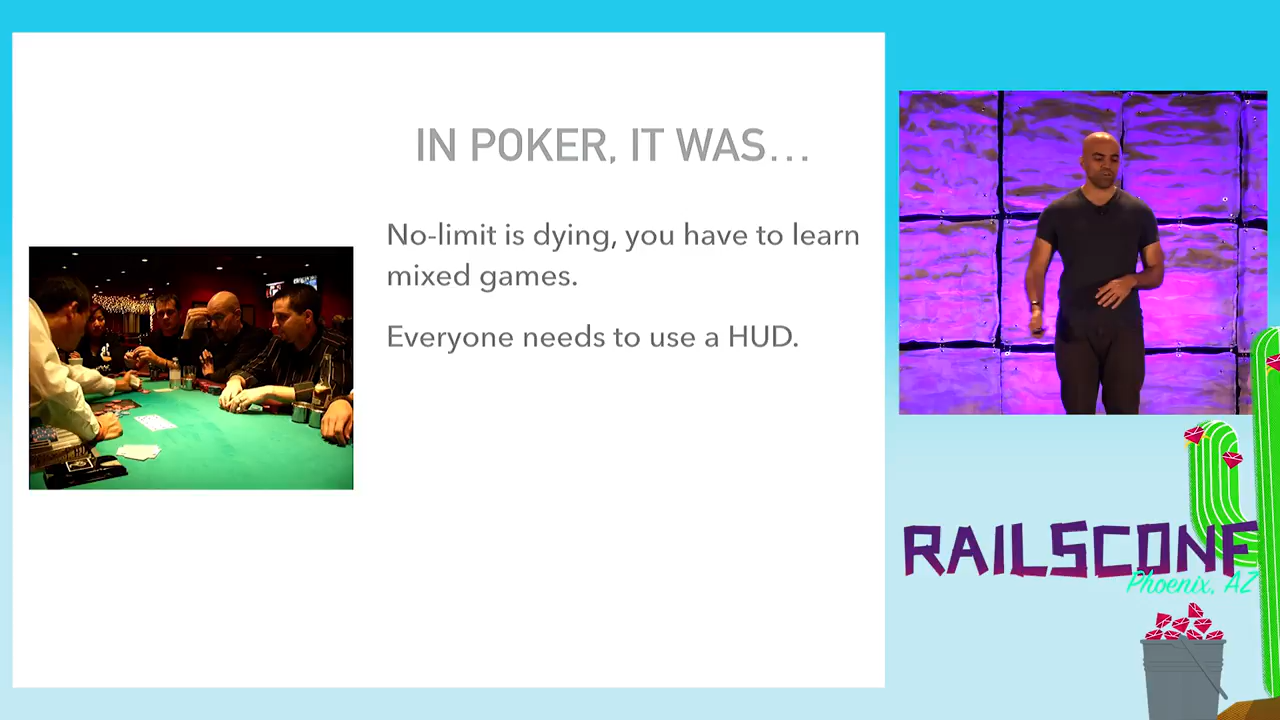 IN POKER, IT WAS...
No-limit is dying, you have to learn
mixed games.
Everyone needs to use a HUD.
RAILSCONF
Phoenix, AZ